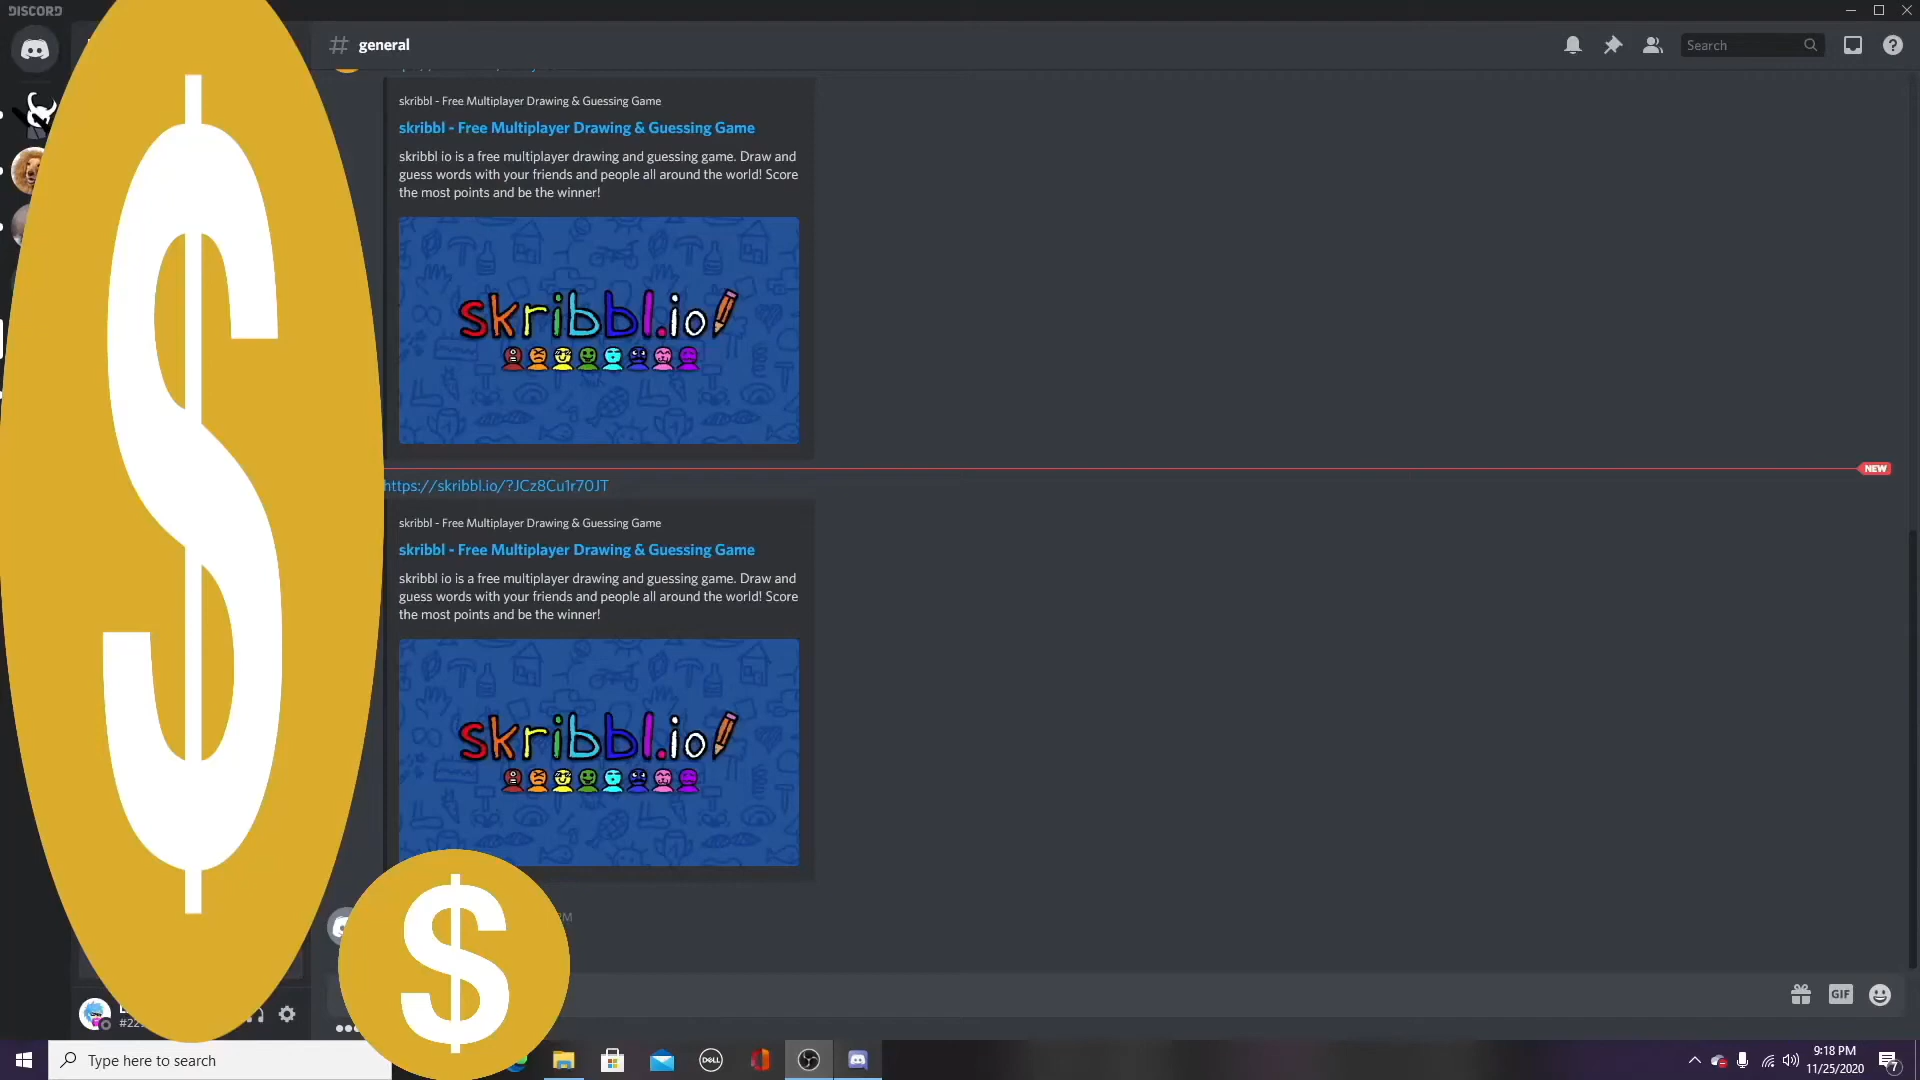 DISCORD
general
Search
skribbl - Free Multiplayer Drawing & Guessing Game
skribbl - Free Multiplayer Drawing & Guessing Game
skribbl io is a free multiplayer drawing and guessing game. Draw and
guess words with your friends and people all around the world! Score
the most points and be the winner!
skribbl.io
NEW
https://skribbl.io/?JCz8Cu1r70JT
skribbl - Free Multiplayer Drawing & Guessing Game
skribbl - Free Multiplayer Drawing & Guessing Game
skribbl io is a free multiplayer drawing and guessing game. Draw and
guess words with your friends and people all around the world! Score
the most points and be the winner!
skribbl.io
$
$
PM
GIF
Type here to search
DELL
9:18 PM
11/25/2020
7